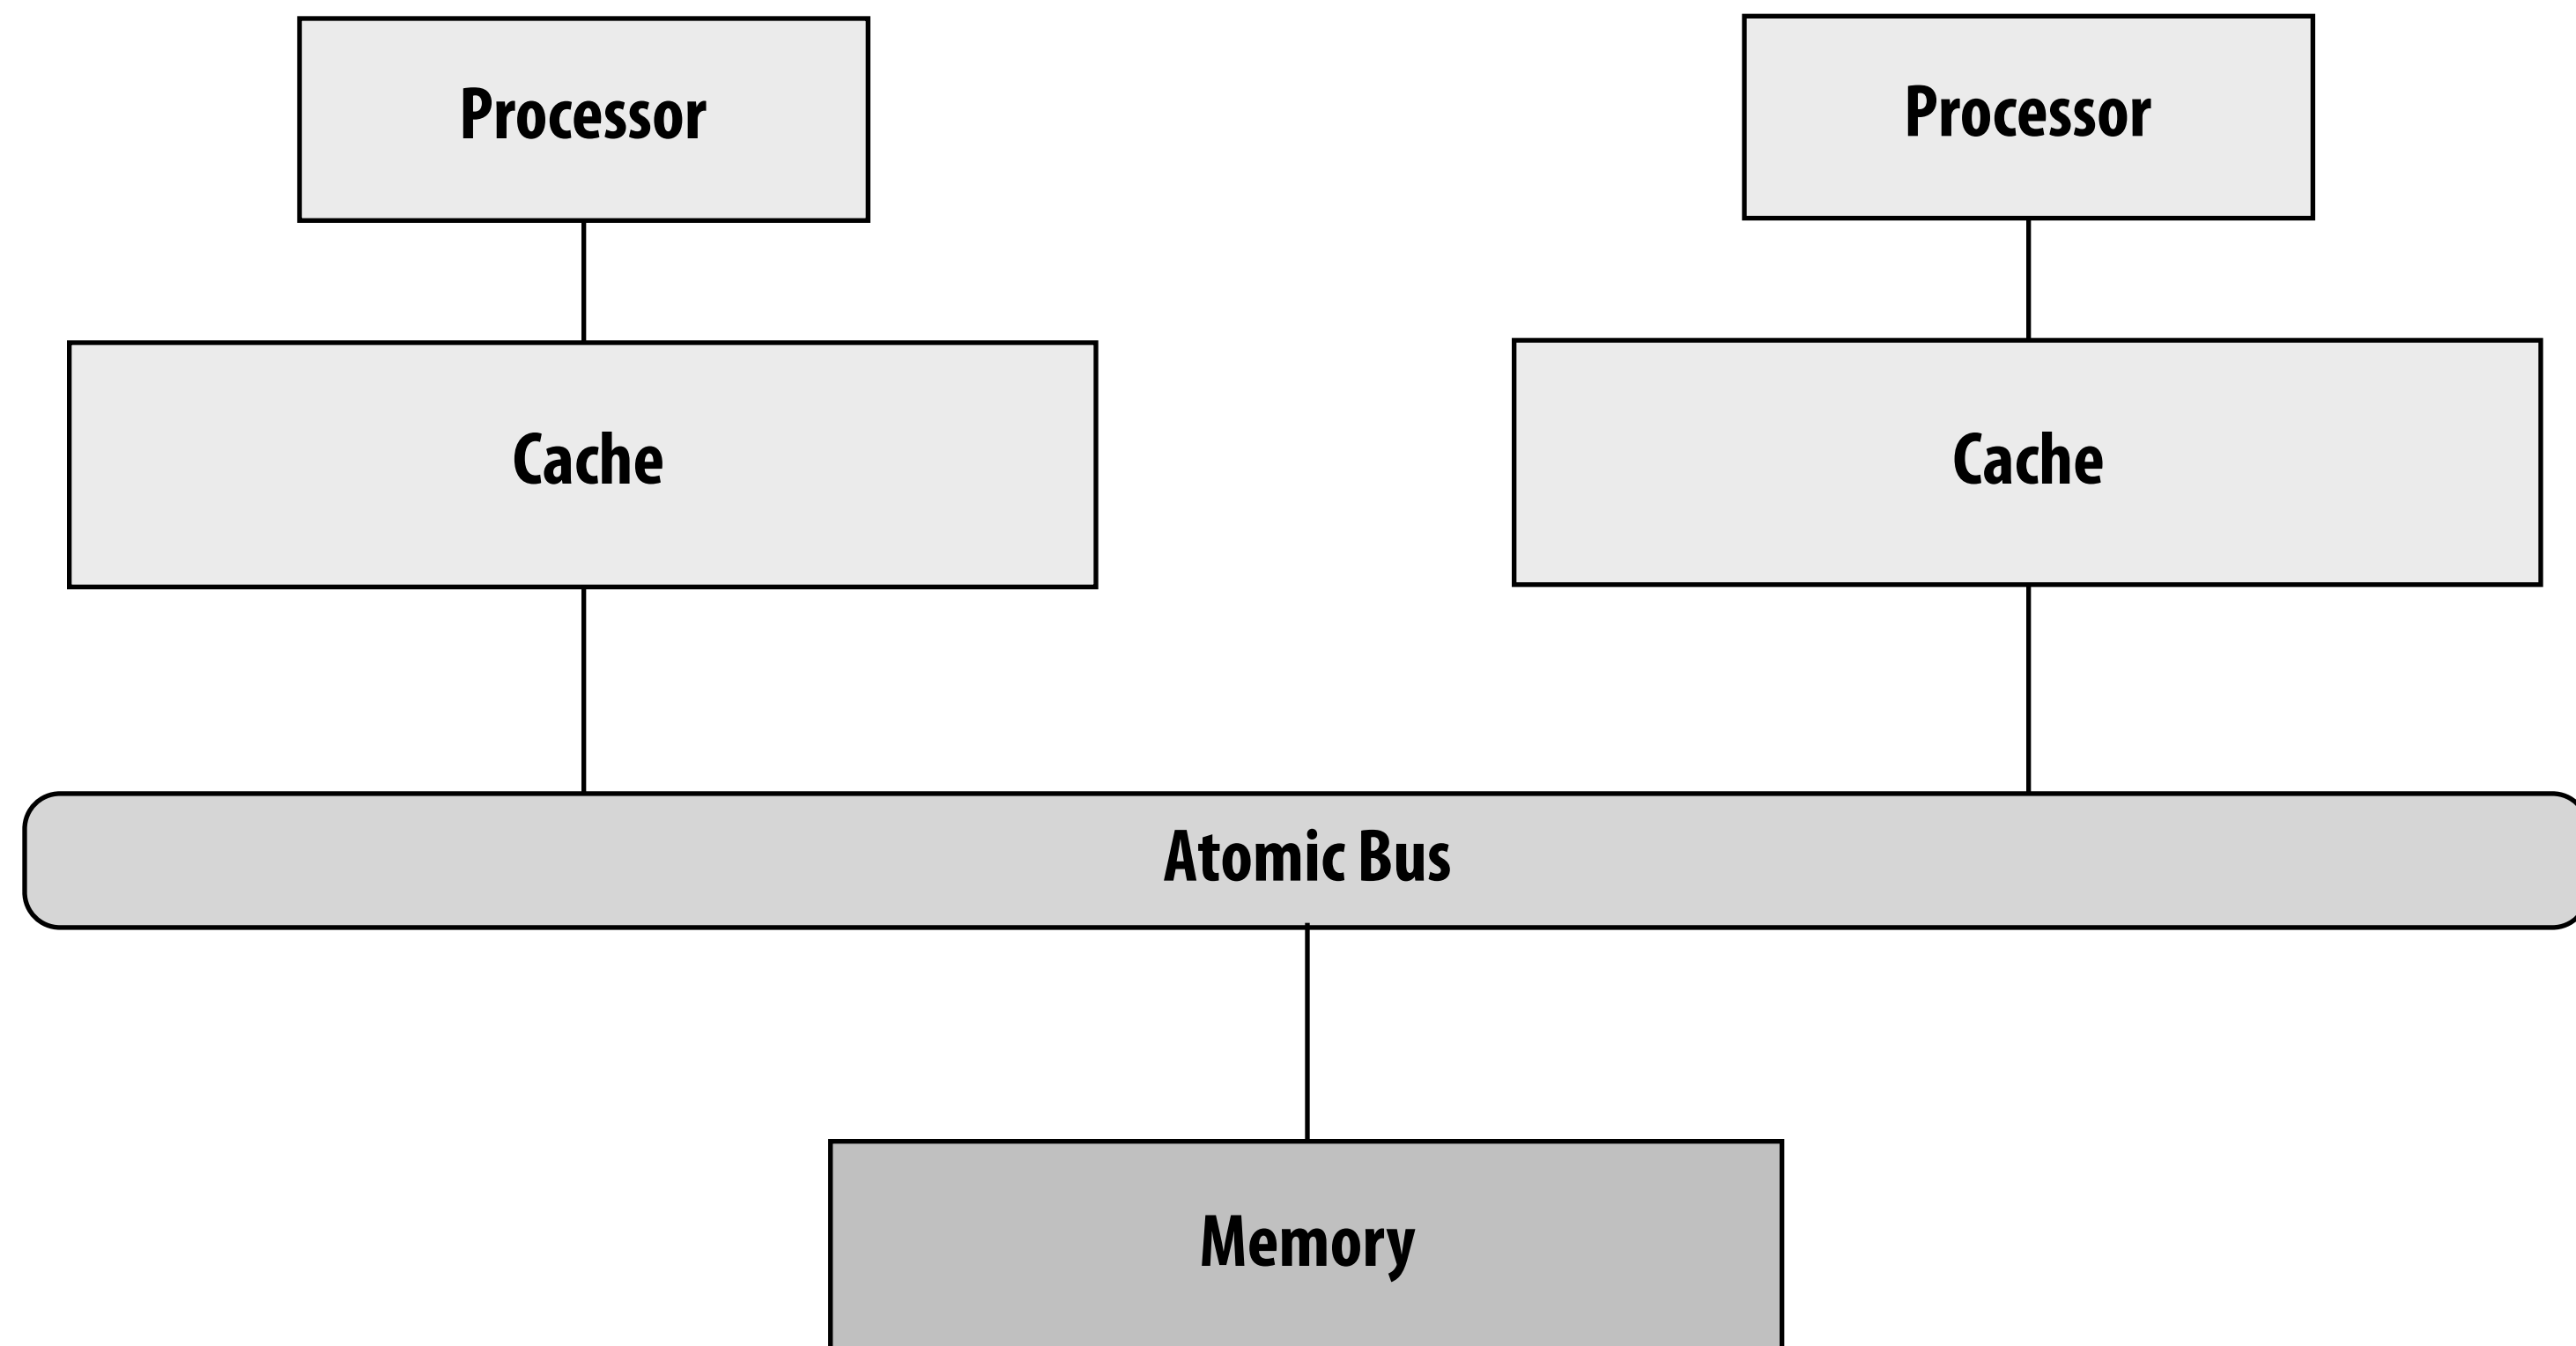 Processor
Processor
Cache
Cache
Atomic Bus
Memory